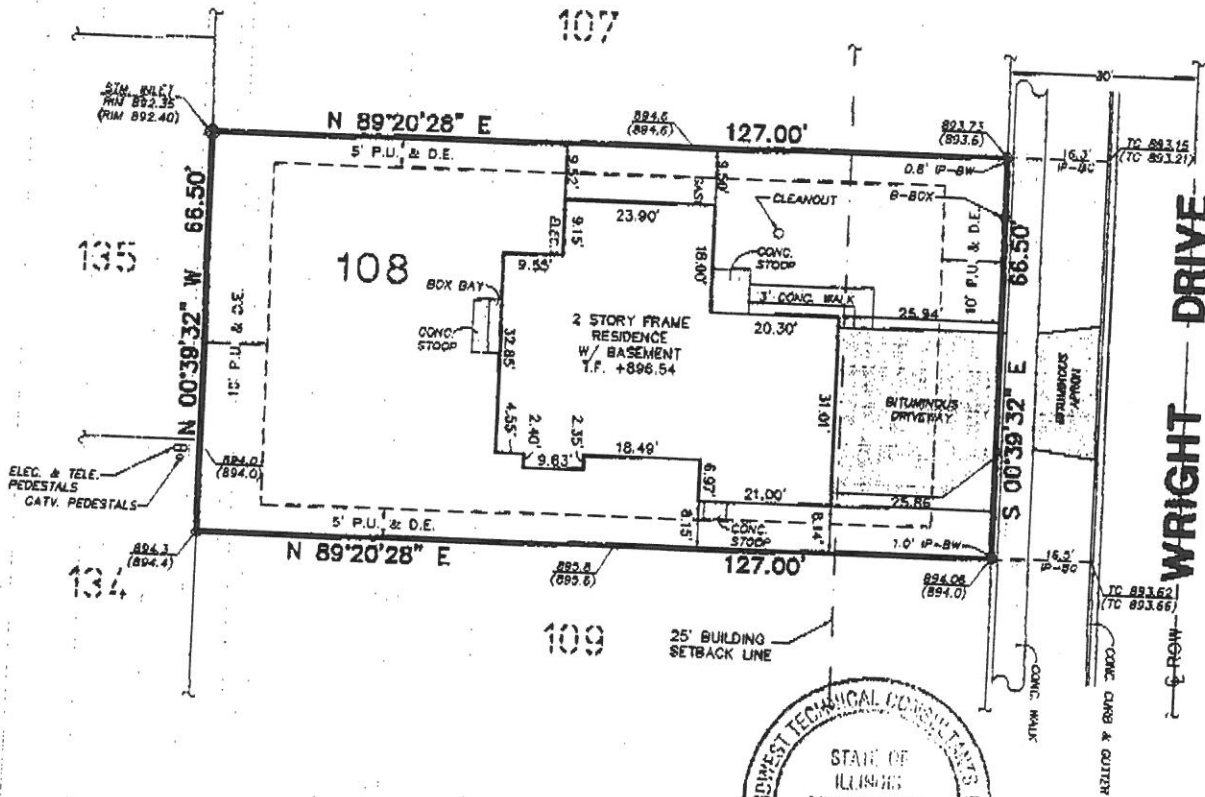 107
STM. INLET
RIM 892.35
(RIM 892.40)
N 89°20'28" E
5' P.U. & D.E.
894.6
(894.6)
127.00'
893.73
(893.6)
30'
0.8' IP-BW
16.3'
IP-BC
TC 893.15
(TC 893.21)
B-BOX
9.52'
9.50'
GAS
CLEANOUT
23.90'
ELEC.
9.15'
18.00'
CONC.
STOOP
10' P.U. & D.E.
66.50'
N 00°39'32" W 66.50'
135
108
9.55'
BOX BAY
CONC.
STOOP
3' CONC. WALK
25.94'
20.30'
2 STORY FRAME
RESIDENCE
W/ BASEMENT
T.F. +896.54
32.85'
15' P.U. & D.E.
31.01'
BITUMINOUS
DRIVEWAY
BITUMINOUS
APRON
S 00°39'32" E
WRIGHT DRIVE
4.55'
2.40'
2.35'
9.83'
18.49'
6.97'
21.00'
25.86'
ELEC. & TELE.
PEDESTALS
CATV. PEDESTALS
894.0
(894.0)
5' P.U. & D.E.
8.15'
CONC.
STOOP
8.14'
1.0' IP-BW
16.5'
IP-BC
894.3
(894.4)
N 89°20'28" E
895.8
(895.6)
127.00'
894.06
(894.0)
TC 893.62
(TC 893.66)
134
109
25' BUILDING
SETBACK LINE
CONC. WALK
CONC. CURB & GUTTER
ROW
TECHNICAL CONSULTANTS
STATE OF
ILLINOIS